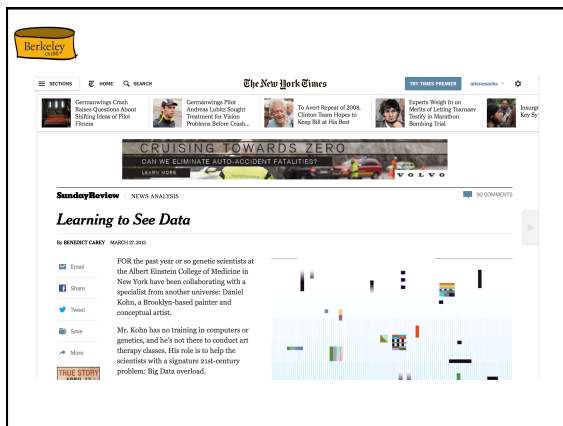 Berkeley
cs186
SECTIONS
HOME
SEARCH
The New York Times
TRY TIMES PREMIER
adenesacks
Germanwings Crash
Raises Questions About
Shifting Ideas of Pilot
Fitness
Germanwings Pilot
Andreas Lubitz Sought
Treatment for Vision
Problems Before Crash...
To Avert Repeat of 2008,
Clinton Team Hopes to
Keep Bill at His Best
Experts Weigh In on
Merits of Letting Tsarnaev
Testify in Marathon
Bombing Trial
Insurg
Key Sy
CRUISING TOWARDS ZERO
CAN WE ELIMINATE AUTO-ACCIDENT FATALITIES?
LEARN MORE
VOLVO
SundayReview | NEWS ANALYSIS
90 COMMENTS
Learning to See Data
By BENEDICT CAREY MARCH 27, 2015
Email
Share
Tweet
Save
More
FOR the past year or so genetic scientists at
the Albert Einstein College of Medicine in
New York have been collaborating with a
specialist from another universe: Daniel
Kohn, a Brooklyn-based painter and
conceptual artist.
Mr. Kohn has no training in computers or
genetics, and he's not there to conduct art
therapy classes. His role is to help the
scientists with a signature 21st-century
problem: Big Data overload.
TRUE STORY
APRIL 17